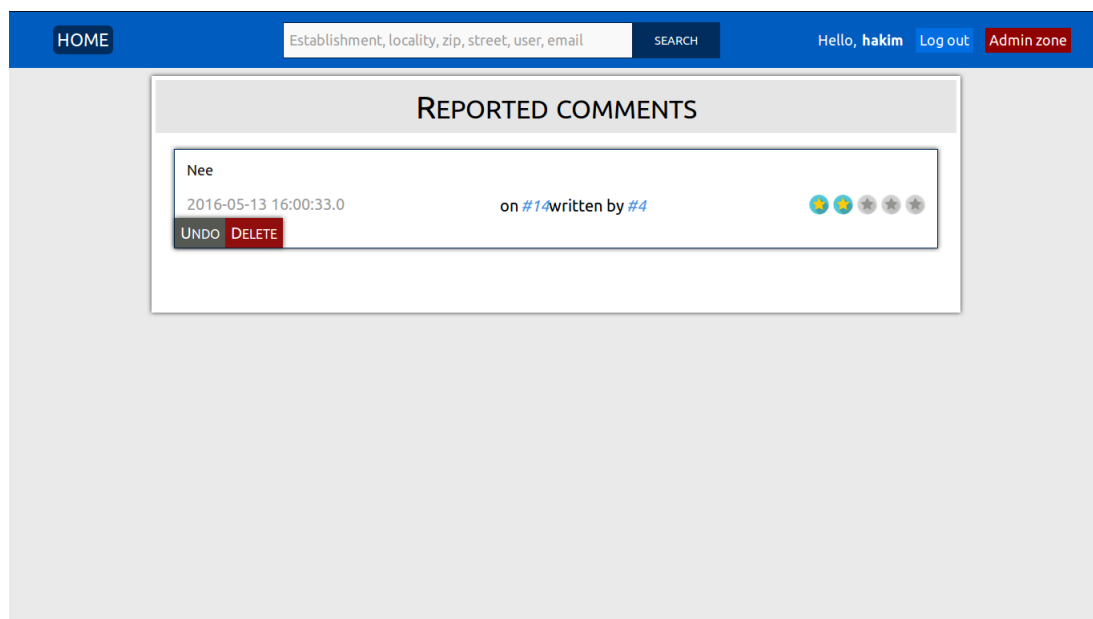 HOME Establishment, locality, zip, street, user, email SEARCH Hello, hakim Log out Admin zone
REPORTED COMMENTS
Nee
2016-05-13 16:00:33.0 on #14written by #4
UNDO DELETE